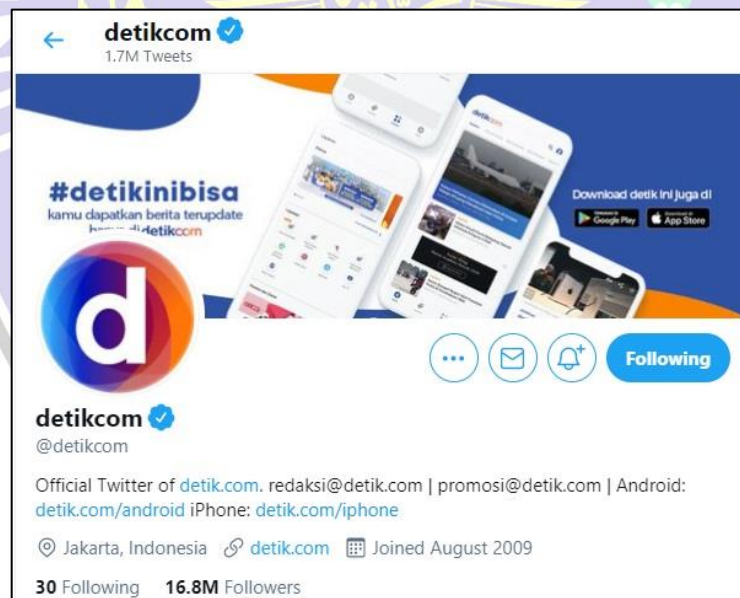 detikcom
1.7M Tweets
#detikinibisa
kamu dapatkan berita terupdate
detikcom
Download detik ini juga di
Google Play
App Store
d
Following
detikcom
@detikcom
Official Twitter of detik.com. redaksi@detik.com | promosi@detik.com | Android:
detik.com/android iPhone: detik.com/iphone
Jakarta, Indonesia detik.com Joined August 2009
30 Following 16.8M Followers